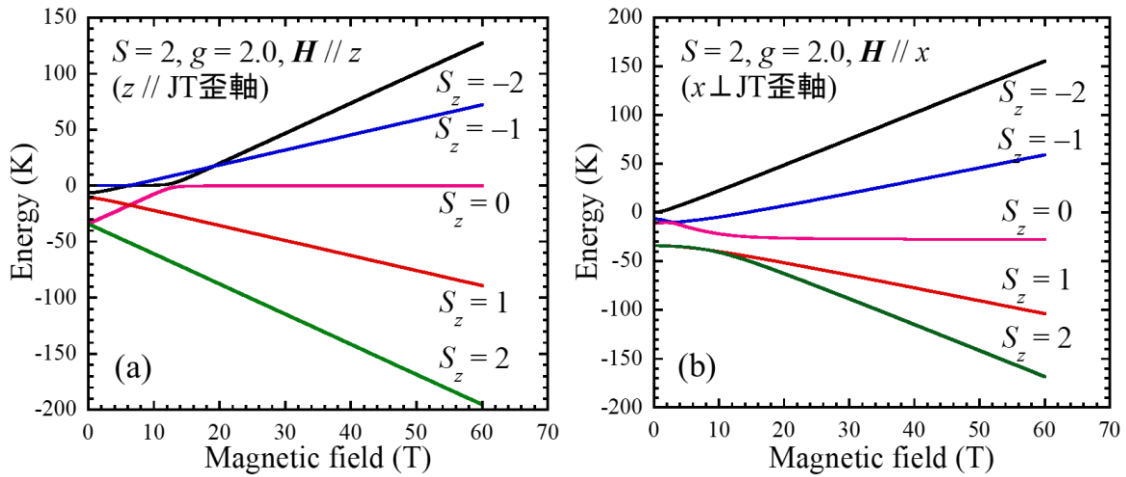 150
100
50
0
-50
-100
-150
-200
0 10 20 30 40 50 60 70
Energy (K)
Magnetic field (T)
S = 2, g = 2.0, H // z
(z // JT歪軸)
S_z = −2
S_z = −1
S_z = 0
S_z = 1
S_z = 2
(a)
200
150
100
50
0
-50
-100
-150
-200
0 10 20 30 40 50 60 70
Energy (K)
Magnetic field (T)
S = 2, g = 2.0, H // x
(x⊥JT歪軸)
S_z = −2
S_z = −1
S_z = 0
S_z = 1
S_z = 2
(b)